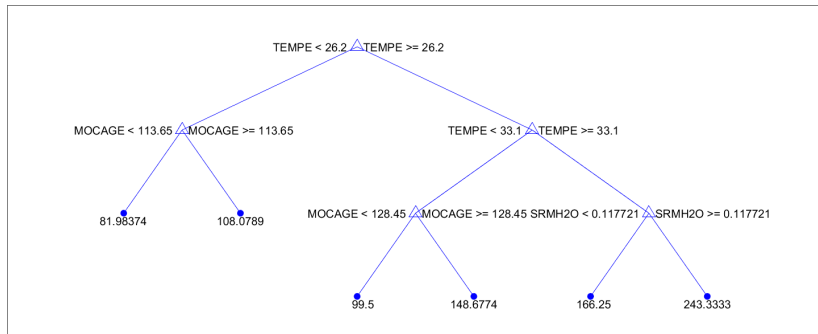 TEMPE < 26.2 TEMPE >= 26.2
MOCAGE < 113.65 MOCAGE >= 113.65 TEMPE < 33.1 TEMPE >= 33.1
81.98374 108.0789 MOCAGE < 128.45 MOCAGE >= 128.45 SRMH2O < 0.117721 SRMH2O >= 0.117721
99.5 148.6774 166.25 243.3333